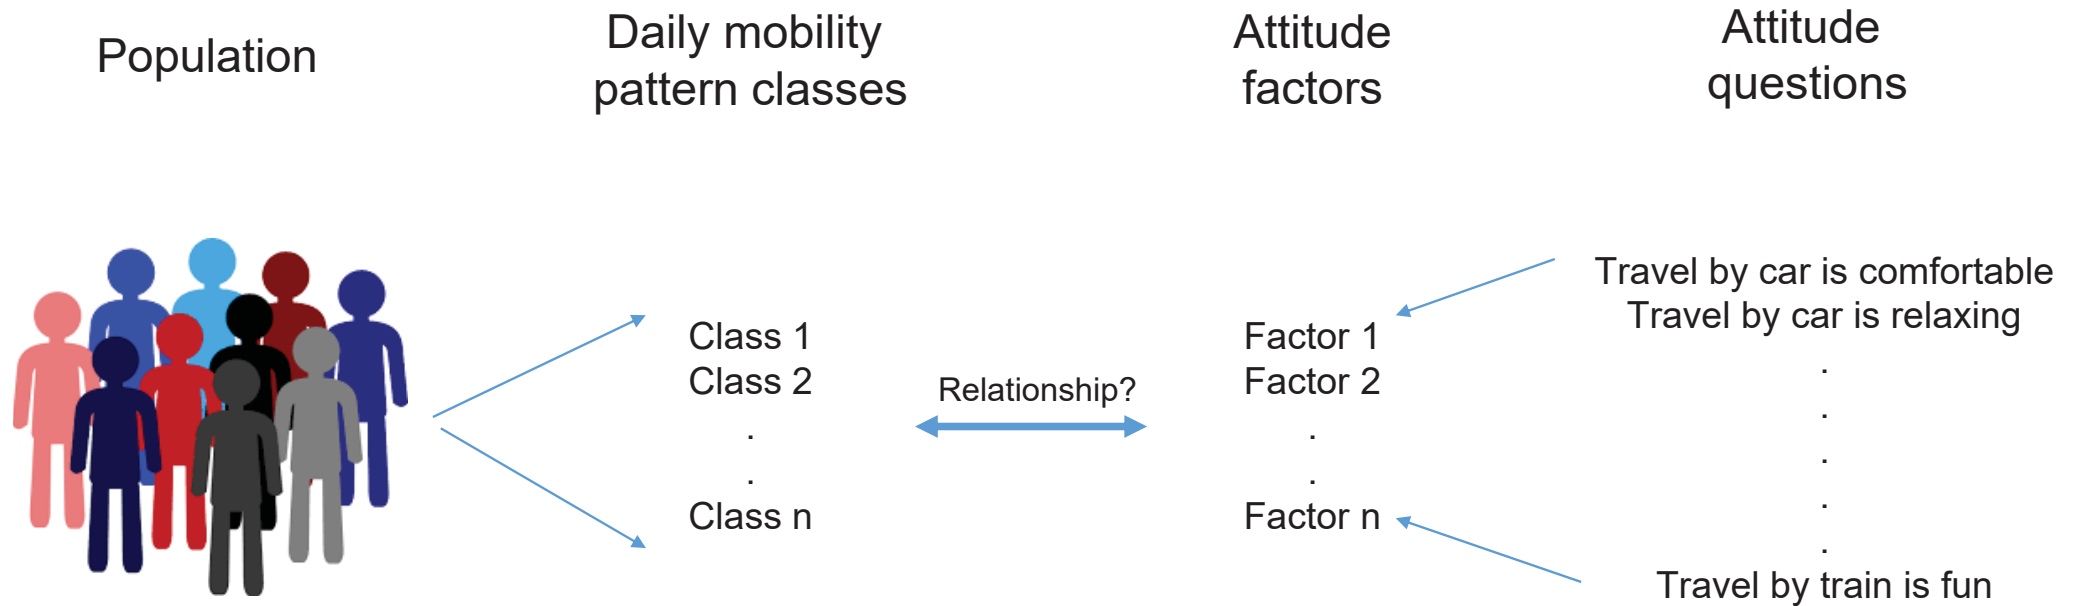 Population
Daily mobility
pattern classes
Attitude
factors
Attitude
questions
Class 1
Class 2
.
.
Class n
Relationship?
Factor 1
Factor 2
.
.
Factor n
Travel by car is comfortable
Travel by car is relaxing
.
.
.
.
.
Travel by train is fun